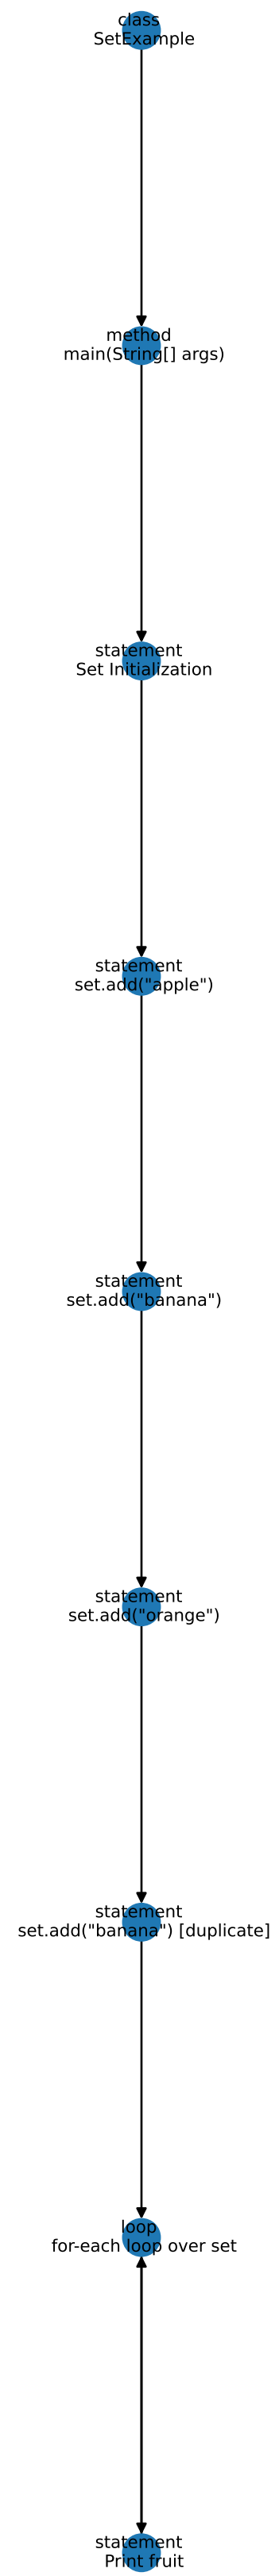 class
SetExample
method
main(String[] args)
statement
Set Initialization
statement
set.add("apple")
statement
set.add("banana")
statement
set.add("orange")
statement
set.add("banana") [duplicate]
loop
for-each loop over set
statement
Print fruit